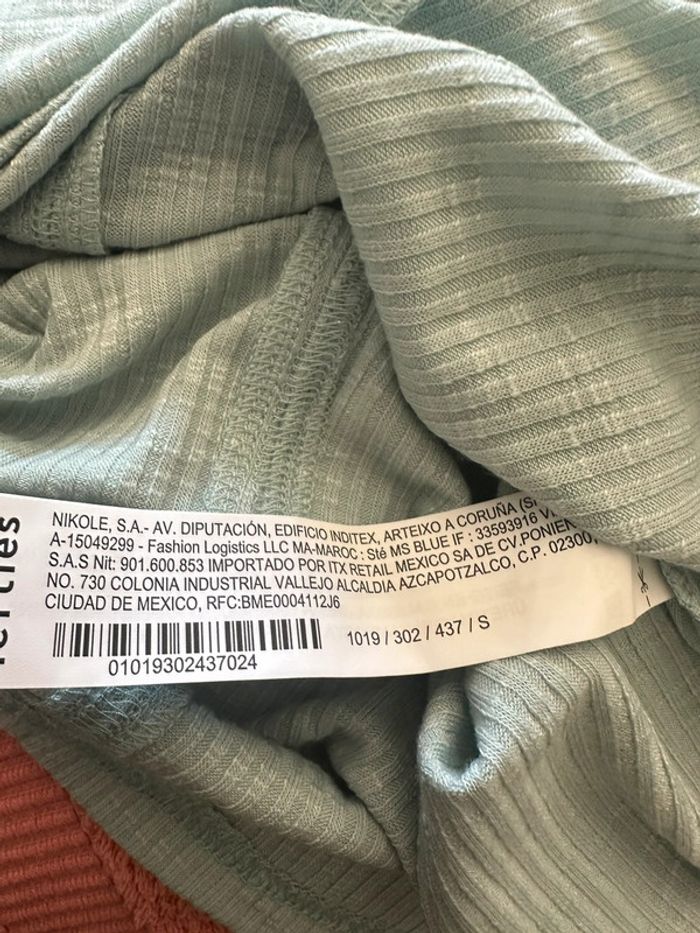 NIKOLE, S.A.- AV. DIPUTACIÓN, EDIFICIO INDITEX, ARTEIXO A CORUÑA
A-15049299 - Fashion Logistics LLC MA-MAROC : Sté MS BLUE IF : 33593916
S.A.S Nit: 901.600.853 IMPORTADO POR ITX RETAIL MEXICO SA DE CV.PONIEN
NO. 730 COLONIA INDUSTRIAL VALLEJO ALCALDIA AZCAPOTZALCO, C.P. 02300,
CIUDAD DE MEXICO, RFC:BME0004112J6
1019 / 302 / 437 / S
01019302437024